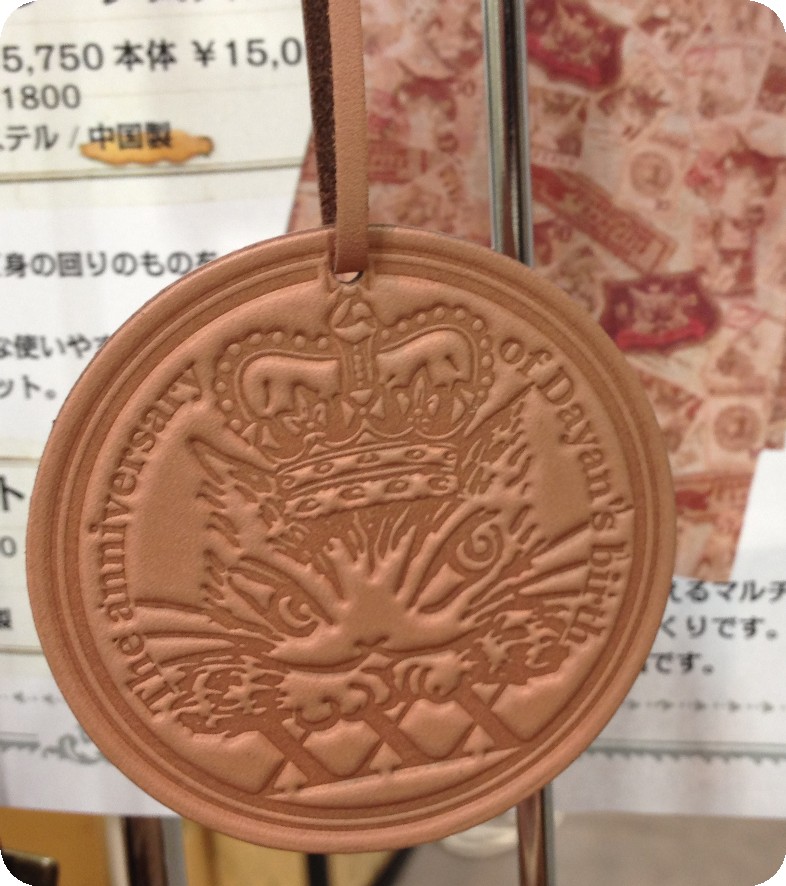 5,750 本体 ¥15,0
1800
テル / 中国製
身の回りのものを
な使いや
ット。
ト
0
製
The anniversary of Dayan's birth
えるマルチ
くりです。
です。